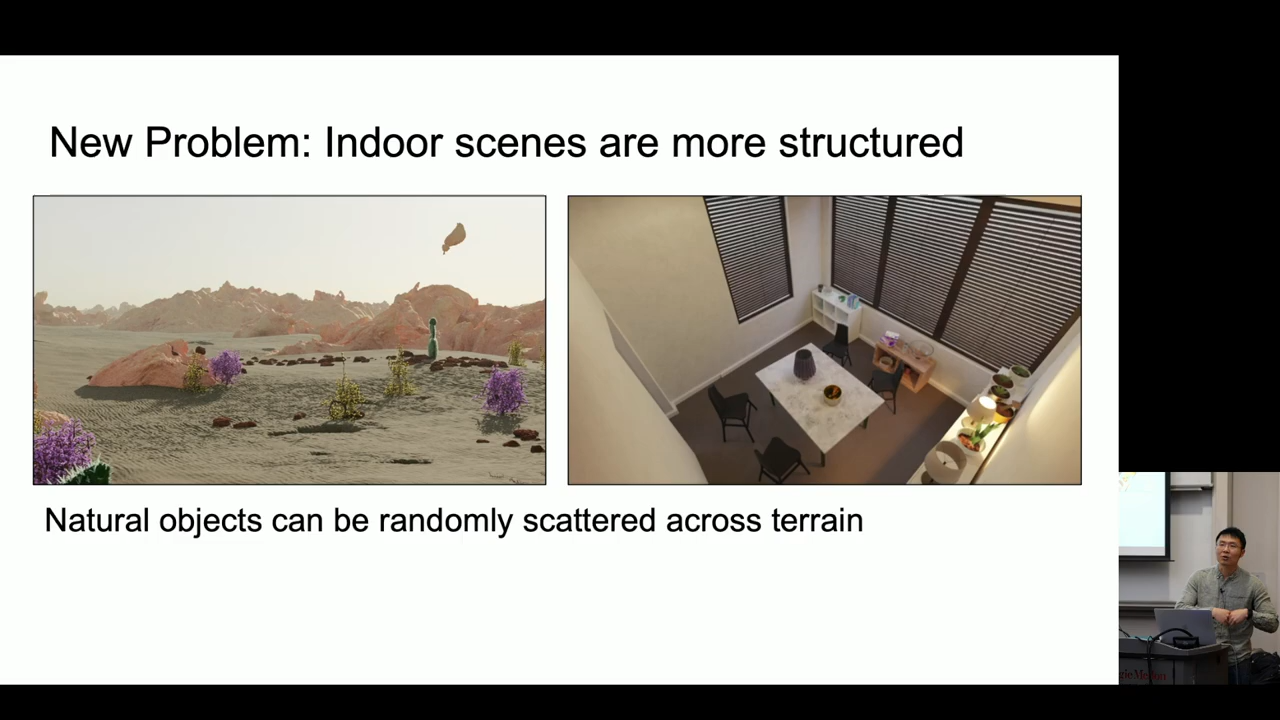 New Problem: Indoor scenes are more structured
Natural objects can be randomly scattered across terrain